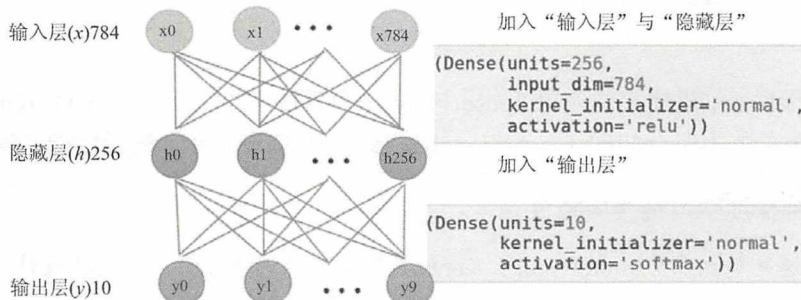 输入层(x)784
x0
x1
x784
加入“输入层”与“隐藏层”
(Dense(units=256,
input_dim=784,
kernel_initializer='normal',
activation='relu'))
隐藏层(h)256
h0
h1
h256
加入“输出层”
(Dense(units=10,
kernel_initializer='normal',
activation='softmax'))
输出层(y)10
y0
y1
y9